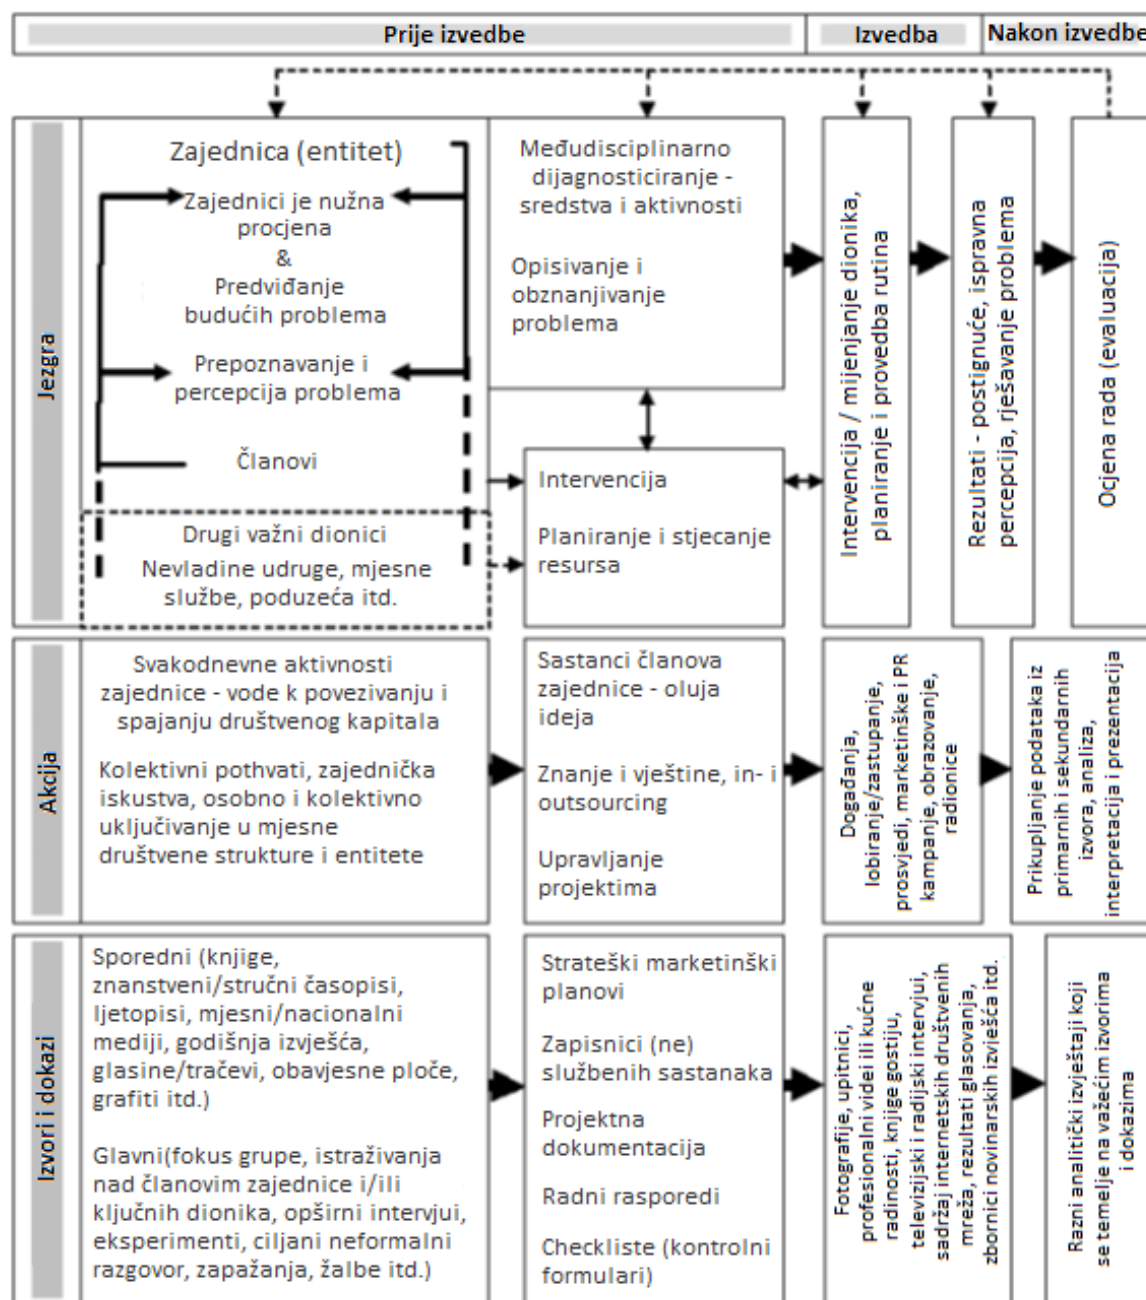 Prije izvedbe
Izvedba
Nakon izvedbe
Jezgra
Zajednica (entitet)
Zajednici je nužna
procjena
&
Predviđanje
budućih problema
Prepoznavanje i
percepcija problema
Članovi
Drugi važni dionici
Nevladine udruge, mjesne
službe, poduzeća itd.
Međudisciplinarno
dijagnosticiranje -
sredstva i aktivnosti
Opisivanje i
obznanjivanje
problema
Intervencija
Planiranje i stjecanje
resursa
Intervencija / mijenjanje dionika,
planiranje i provedba rutina
Rezultati - postignuće, ispravna
percepcija, rješavanje problema
Ocjena rada (evaluacija)
Akcija
Svakodnevne aktivnosti
zajednice - vode k povezivanju i
spajanju društvenog kapitala
Kolektivni pothvati, zajednička
iskustva, osobno i kolektivno
uključivanje u mjesne
društvene strukture i entitete
Sastanci članova
zajednice - oluja
ideja
Znanje i vještine, in- i
outsourcing
Upravljanje
projektima
Događanja,
lobiranje/zastupanje,
prosvjedi, marketinške i PR
kampanje, obrazovanje,
radionice
Prikupljanje podataka iz
primarnih i sekundarnih
izvora, analiza,
interpretacija i prezentacija
Izvori i dokazi
Sporedni (knjige,
znanstveni/stručni časopisi,
ljetopisi, mjesni/nacionalni
mediji, godišnja izvješća,
glasine/tračevi, obavjesne ploče,
grafiti itd.)
Glavni(fokus grupe, istraživanja
nad članovim zajednice i/ili
ključnih dionika, opširni intervjui,
eksperimenti, ciljani neformalni
razgovor, zapažanja, žalbe itd.)
Strateški marketinški
planovi
Zapisnici (ne)
službenih sastanaka
Projektna
dokumentacija
Radni rasporedi
Checkliste (kontrolni
formulari)
Fotografije, upitnici,
profesionalni videi ili kućne
radinosti, knjige gostiju,
televizijski i radijski intervjui,
sadržaj internetskih društvenih
mreža, rezultati glasovanja,
zbornici novinarskih izvješća itd.
Razni analitički izvještaji koji
se temelje na važećim izvorima
i dokazima